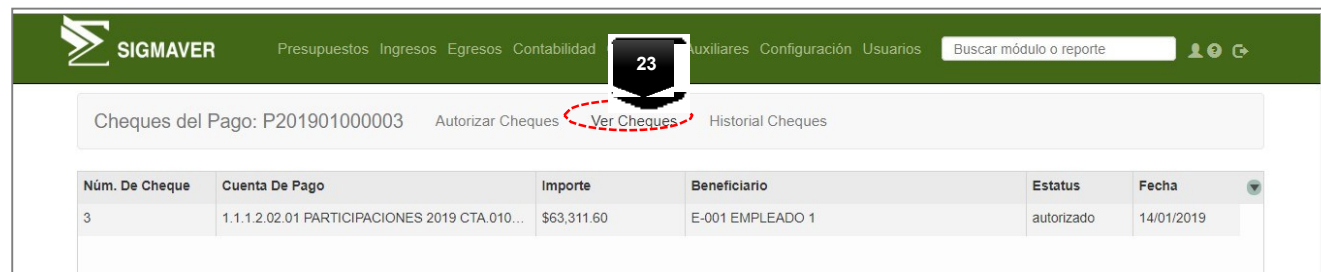 SIGMAVER Presupuestos Ingresos Egresos Contabilidad Auxiliares Configuración Usuarios Buscar módulo o reporte
23
Cheques del Pago: P201901000003 Autorizar Cheques Ver Cheques Historial Cheques
Núm. De Cheque Cuenta De Pago Importe Beneficiario Estatus Fecha
3 1.1.1.2.02.01 PARTICIPACIONES 2019 CTA.010... $63,311.60 E-001 EMPLEADO 1 autorizado 14/01/2019